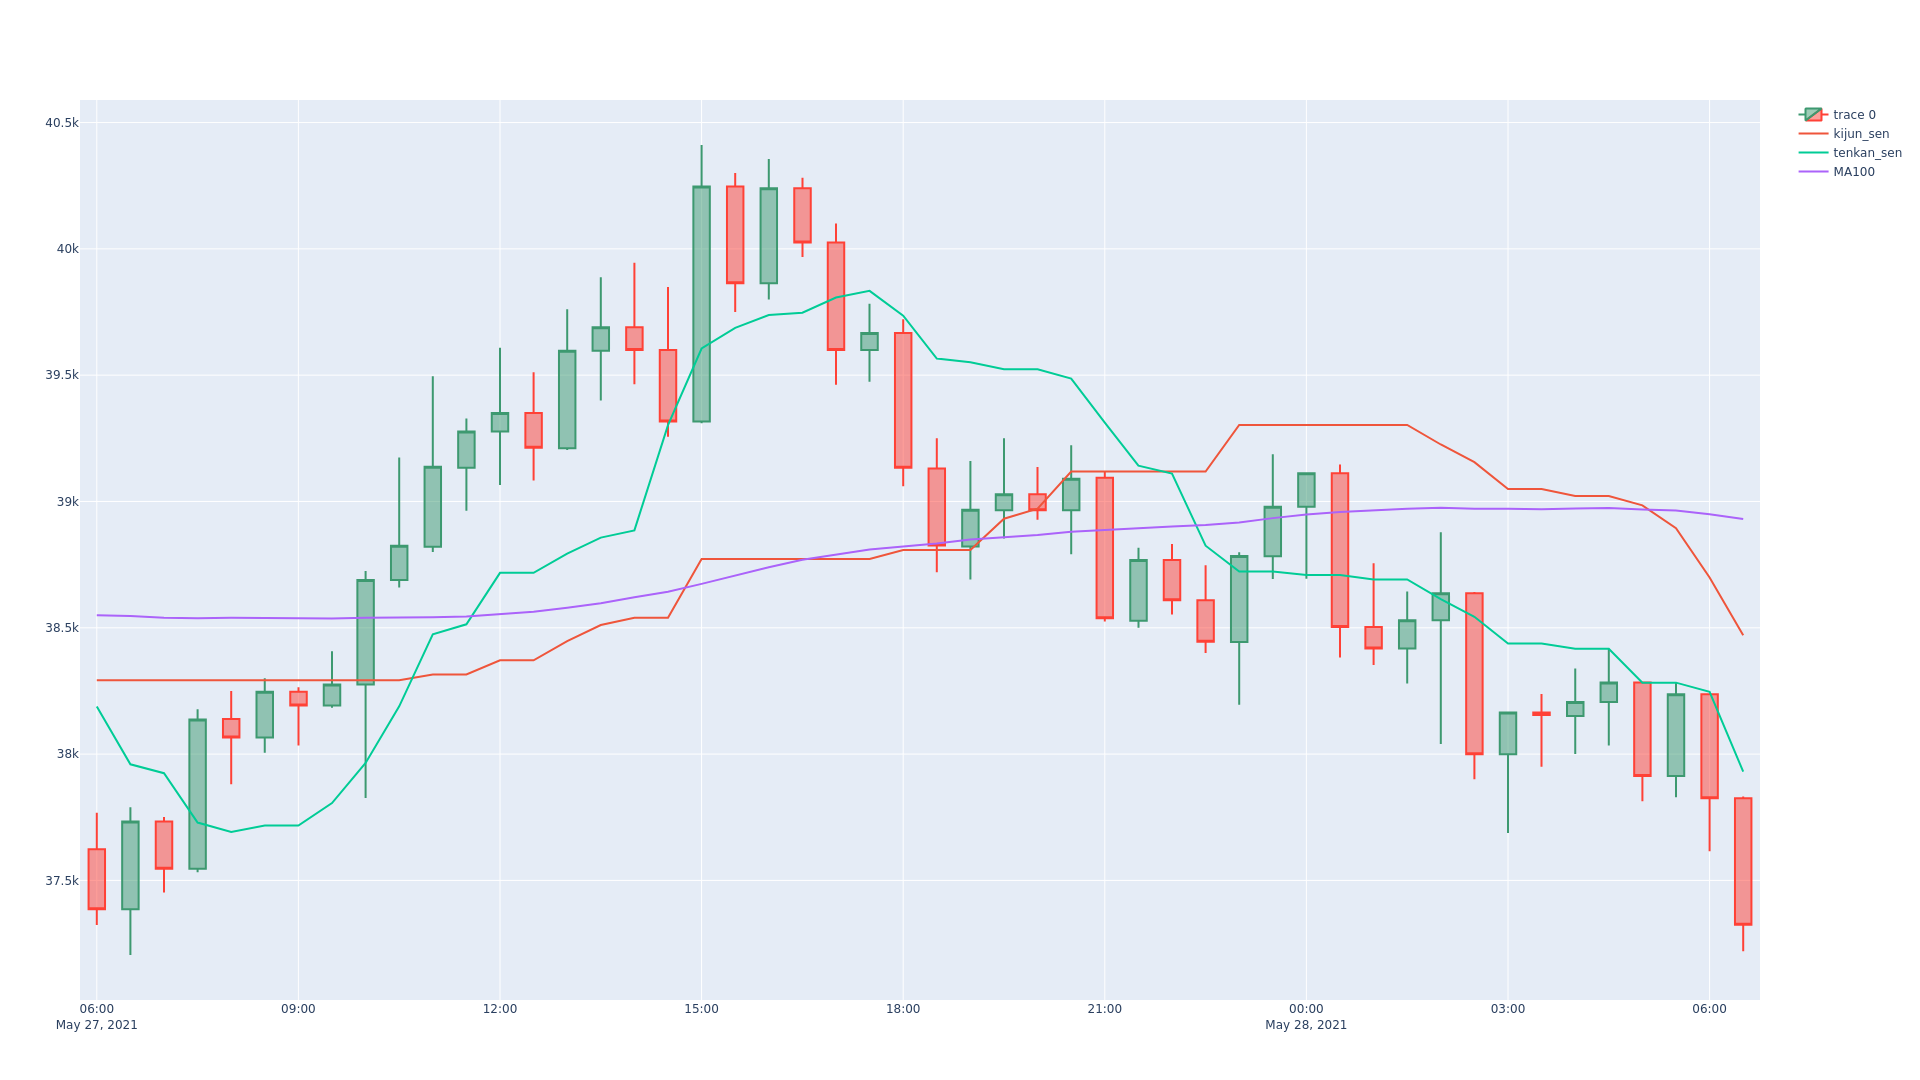 trace 0
kijun_sen
tenkan_sen
MA100
40.5k
40k
39.5k
39k
38.5k
38k
37.5k
06:00 09:00 12:00 15:00 18:00 21:00 00:00 03:00 06:00
May 27, 2021 May 28, 2021